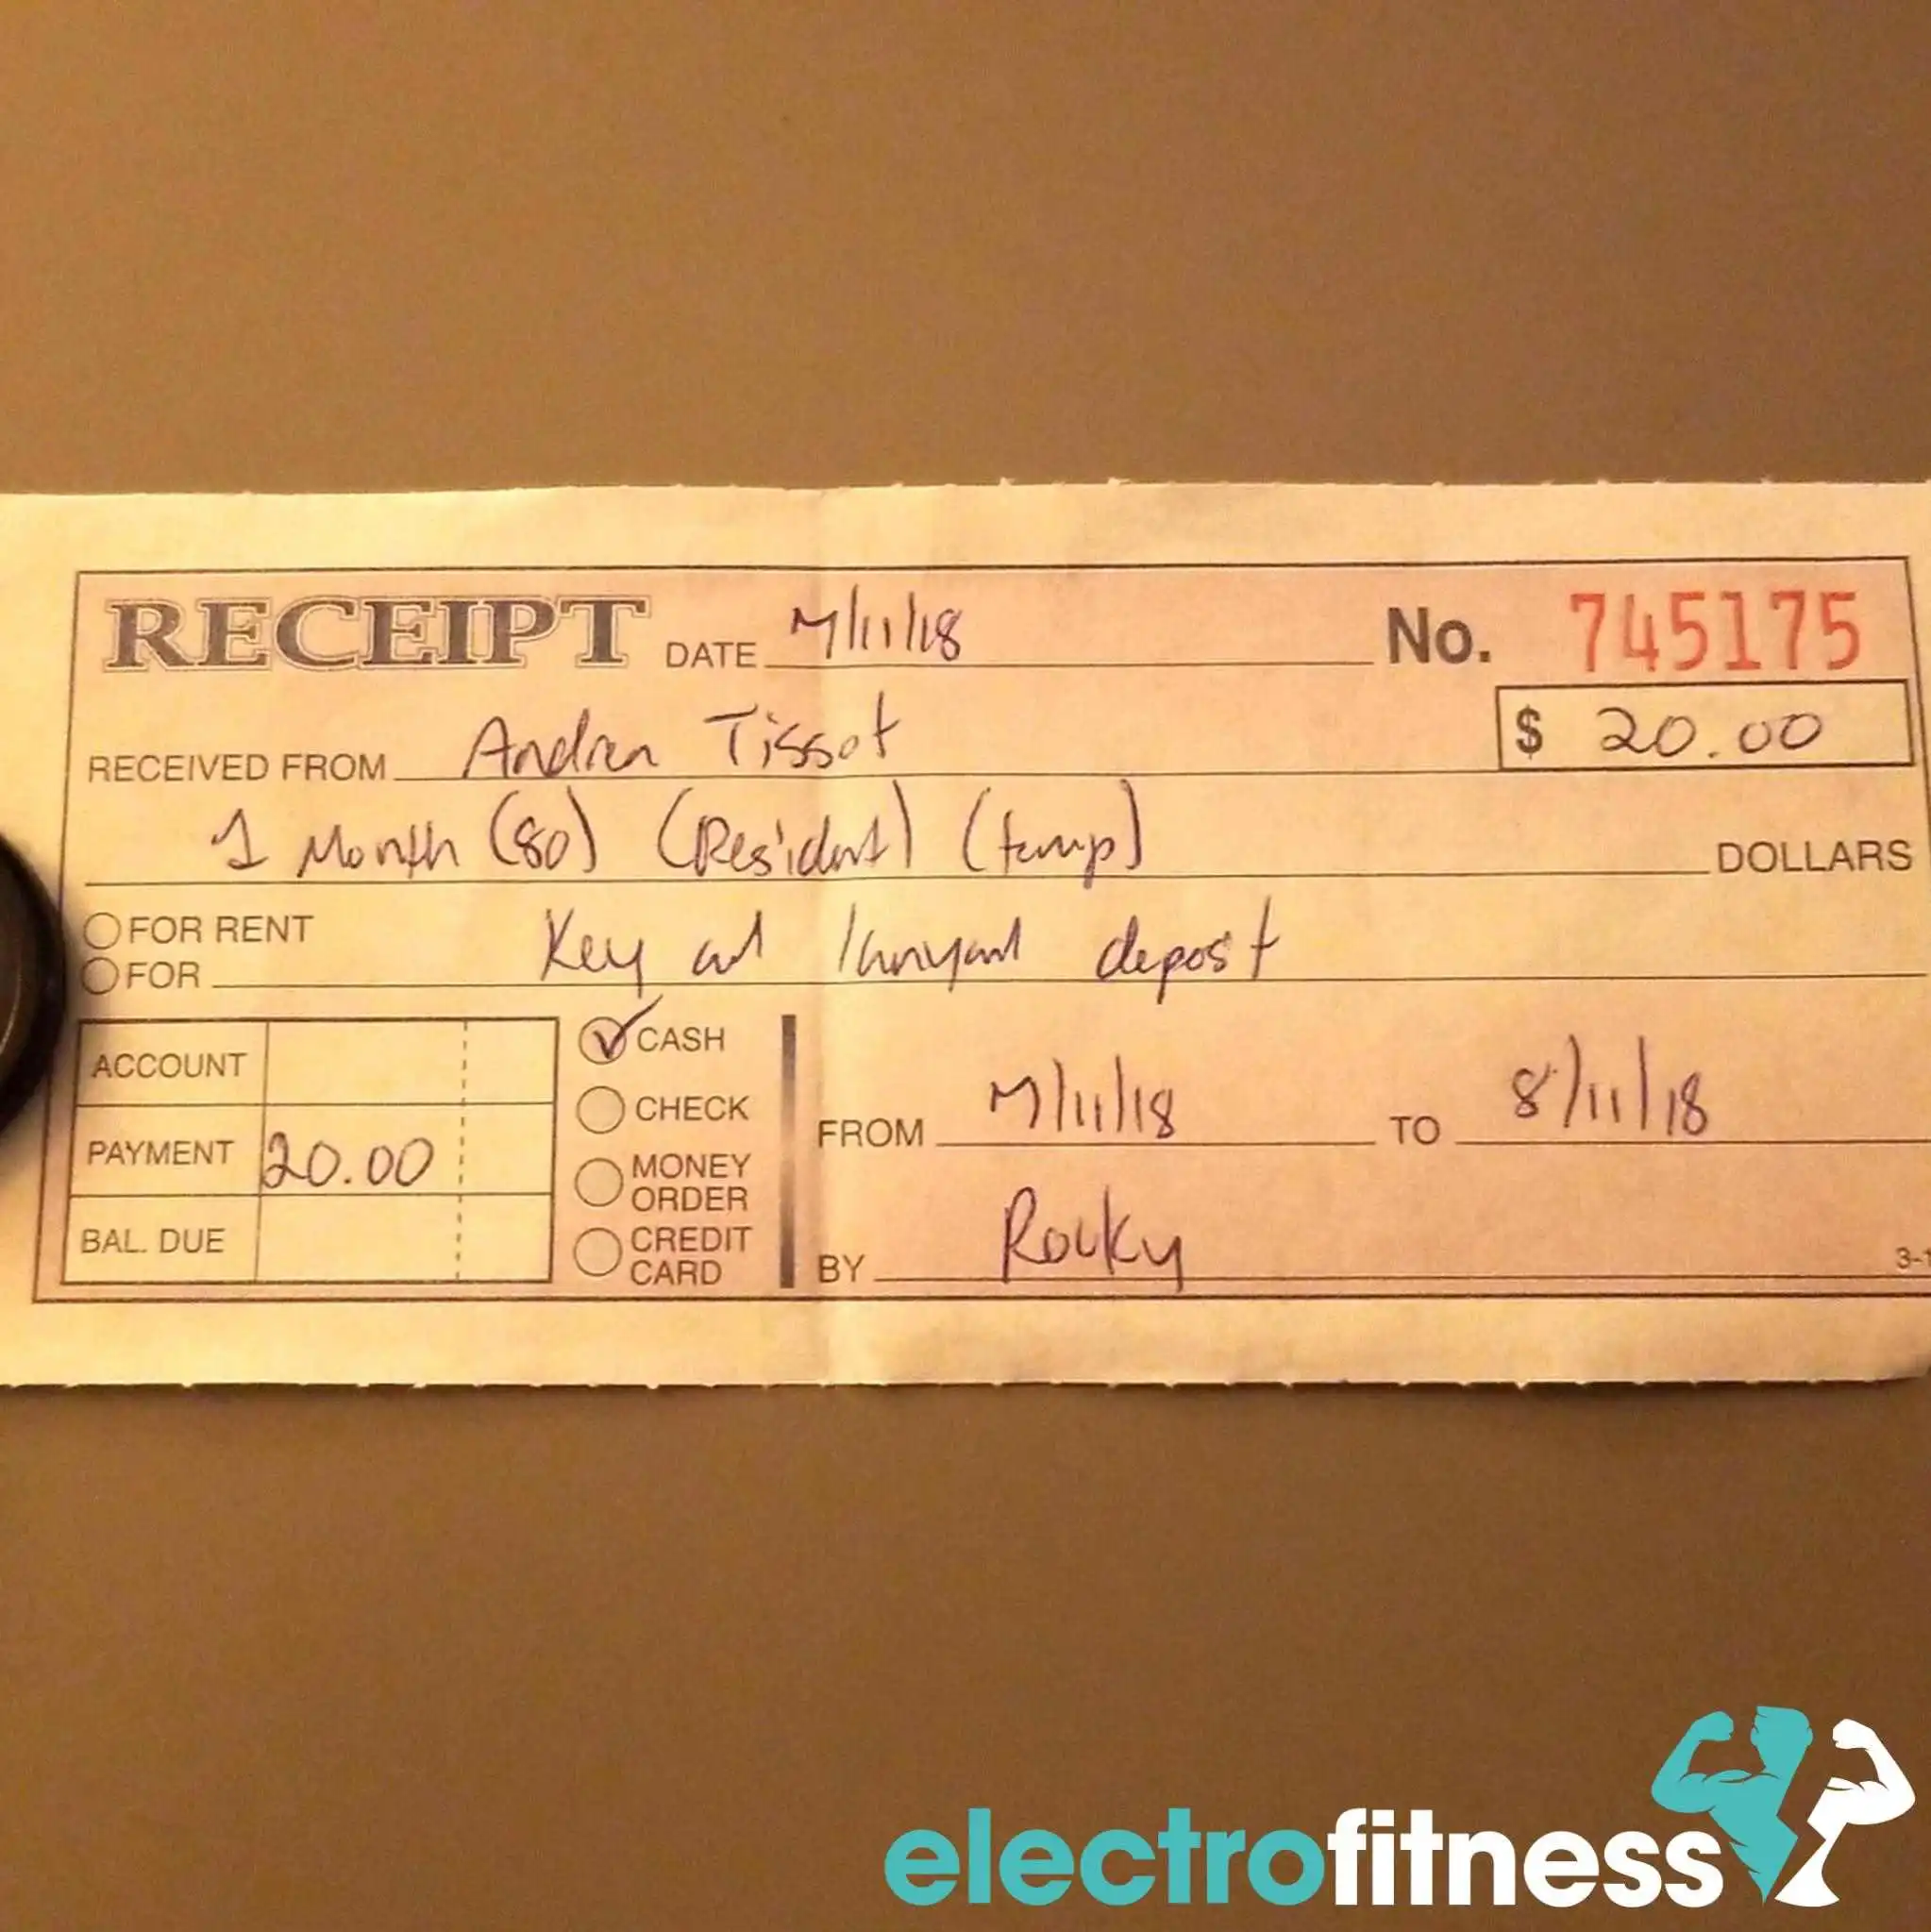 RECEIPT DATE 7/11/18 No. 745175
RECEIVED FROM Andrea Tissot $ 20.00
1 Month (80) (Resident) (temp) DOLLARS
FOR RENT
FOR Key and lanyard deposit
ACCOUNT
PAYMENT 20.00
BAL. DUE
CASH
CHECK
MONEY ORDER
CREDIT CARD
FROM 7/11/18 TO 8/11/18
BY Rocky
electrofitness